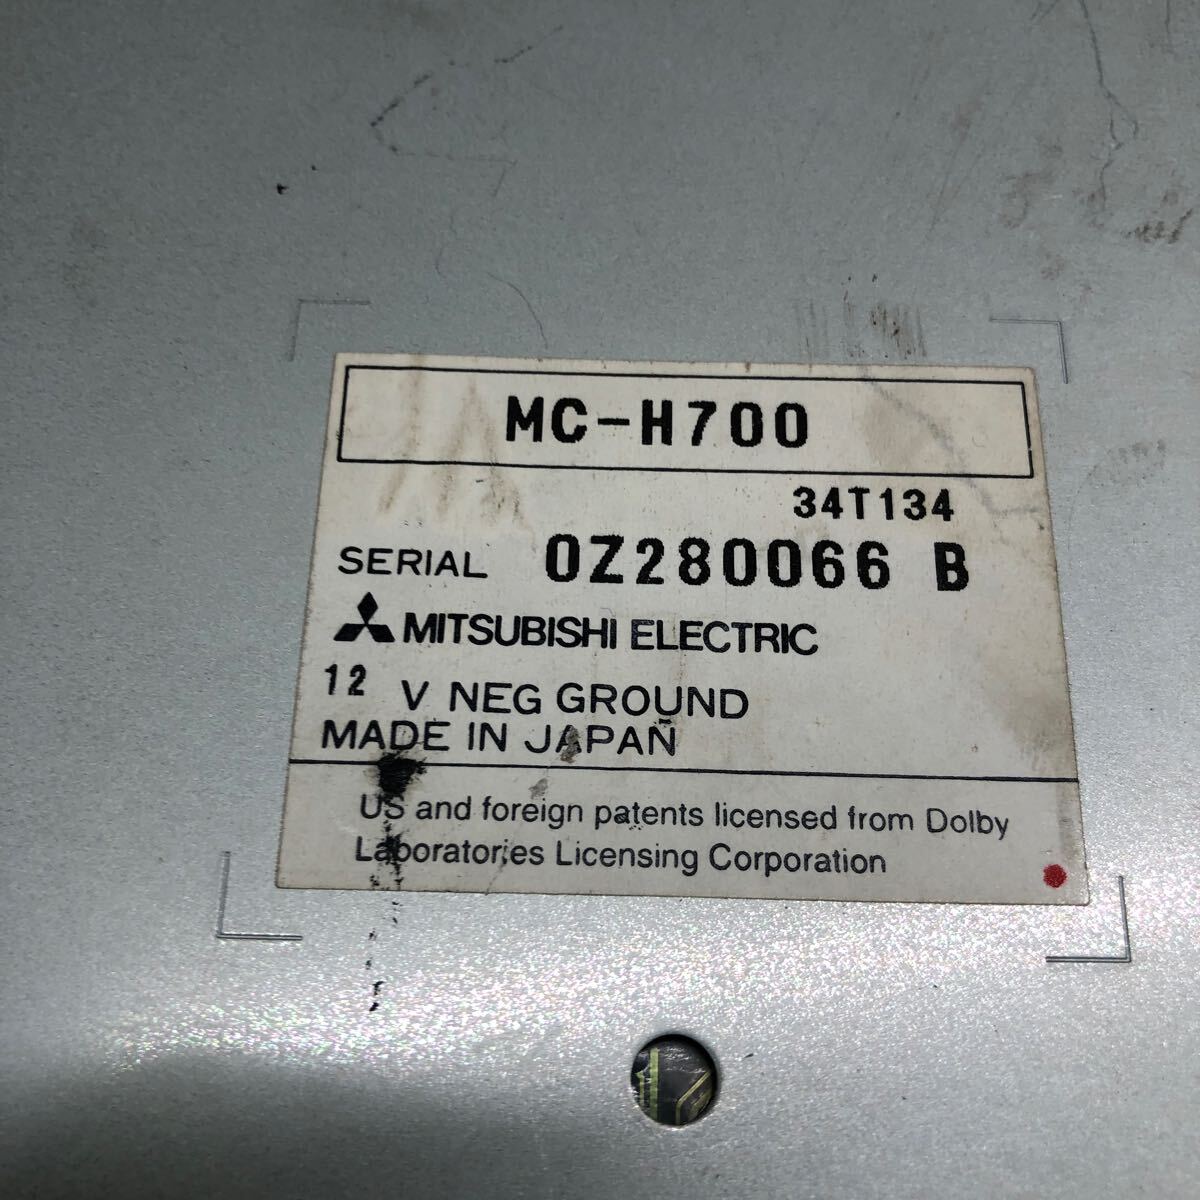 MC-H700
34T134
SERIAL 0Z280066 B
MITSUBISHI ELECTRIC
12 V NEG GROUND
MADE IN JAPAN
US and foreign patents licensed from Dolby
Laboratories Licensing Corporation